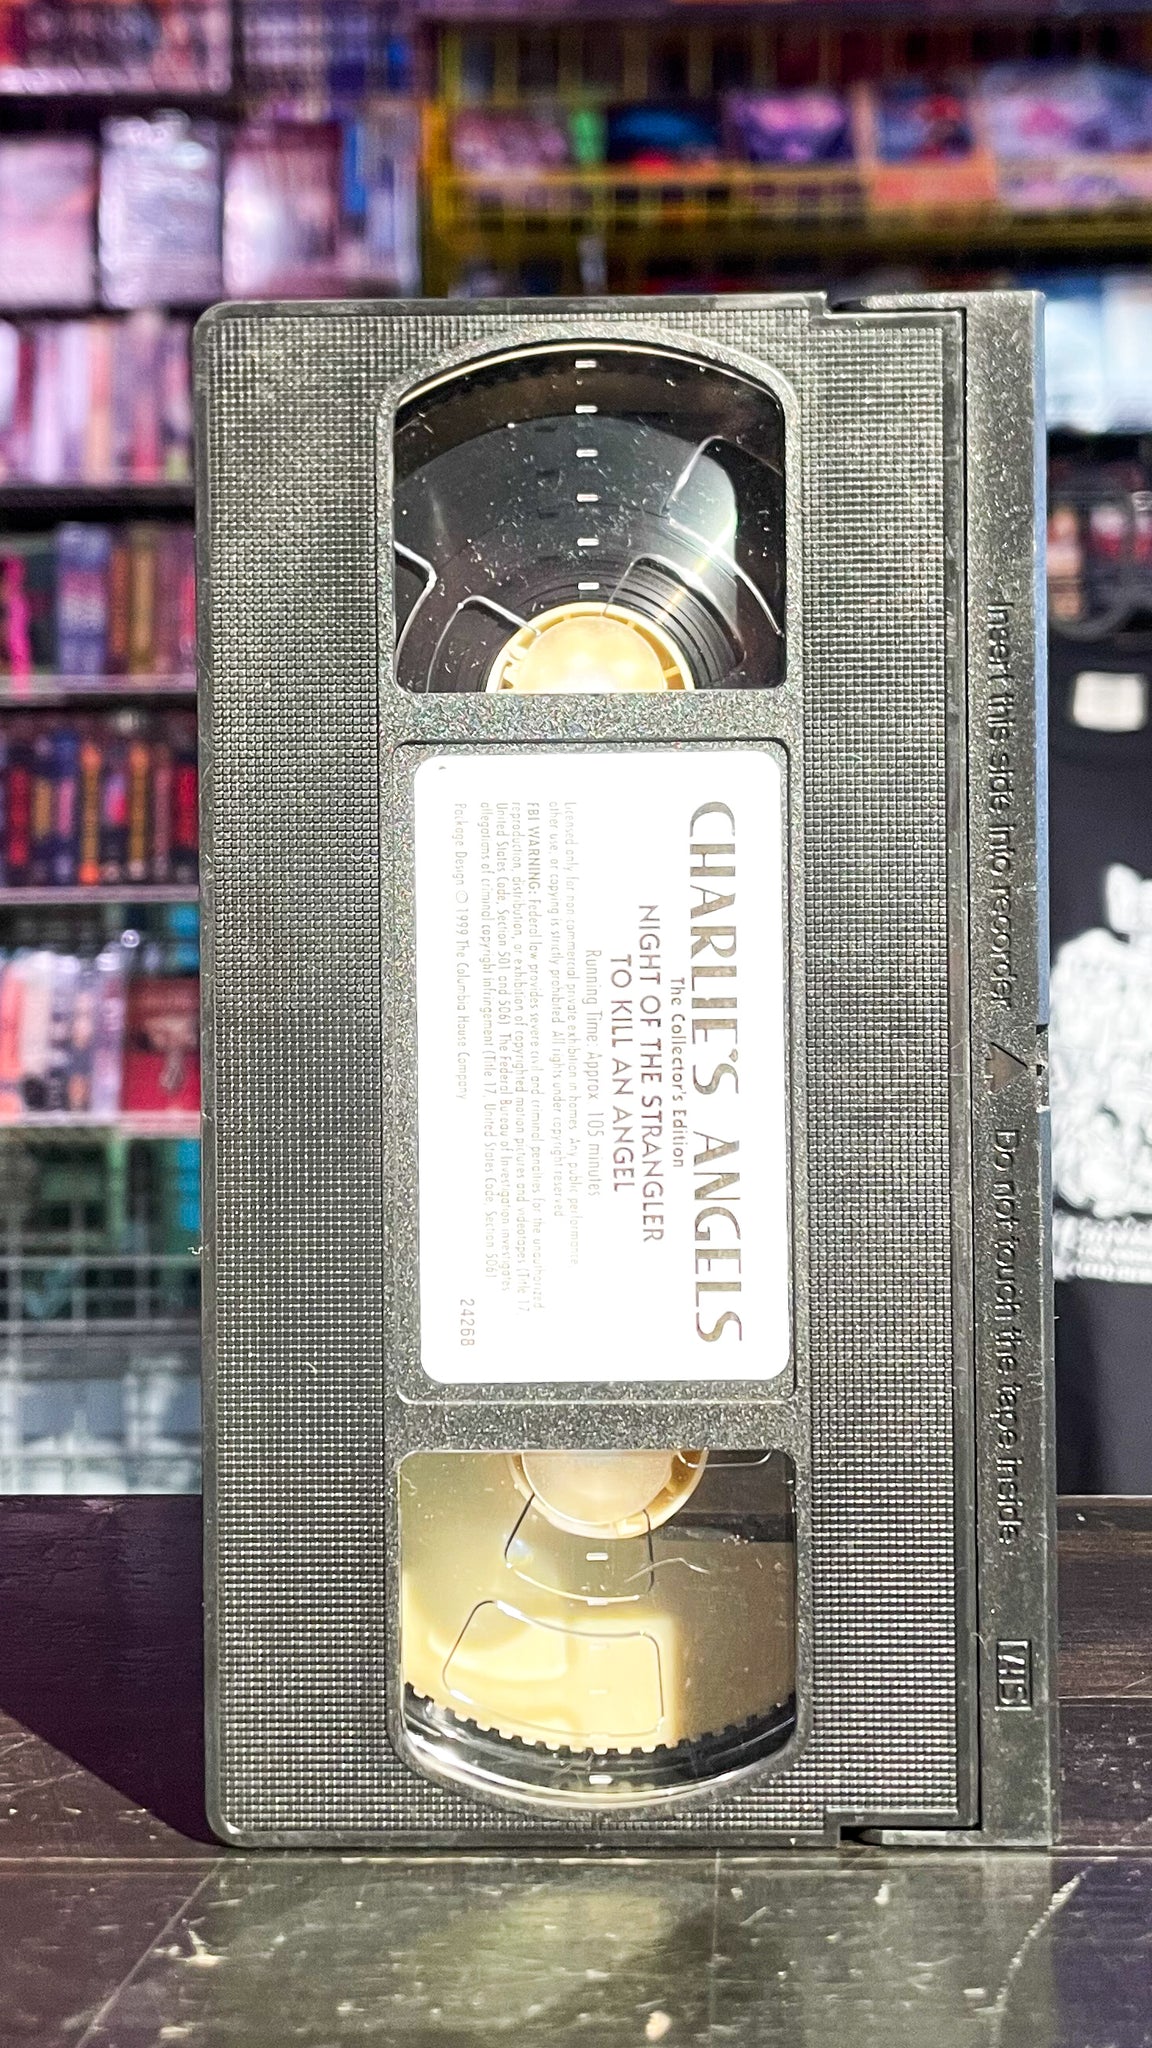 CHARLIE'S ANGELS
The Collector's Edition
NIGHT OF THE STRANGLER
TO KILL AN ANGEL
Running Time: Approx. 105 minutes
Licensed only for non-commercial private exhibition in homes. Any public performance
other use, or copying is strictly prohibited. All rights under copyright reserved
FBI WARNING: Federal law provides severe civil and criminal penalties for the unauthorized
reproduction, distribution, or exhibition of copyrighted motion pictures and videotapes (Title 17,
United States Code, Section 501 and 506) The Federal Bureau of Investigation investigates
allegations of criminal copyright infringement (Title 17, United States Code, Section 506)
Package Design © 1999 The Columbia House Company
24268
Insert this side into recorder △ Do not touch the tape inside
VHS